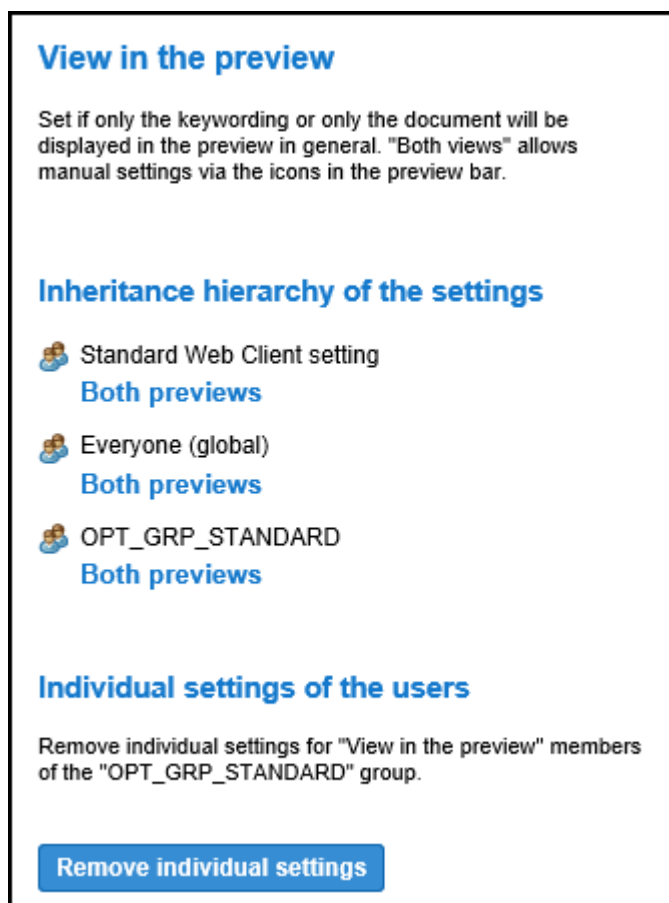 View in the preview
Set if only the keywording or only the document will be
displayed in the preview in general. "Both views" allows
manual settings via the icons in the preview bar.
Inheritance hierarchy of the settings
Standard Web Client setting
Both previews
Everyone (global)
Both previews
OPT_GRP_STANDARD
Both previews
Individual settings of the users
Remove individual settings for "View in the preview" members
of the "OPT_GRP_STANDARD" group.
Remove individual settings